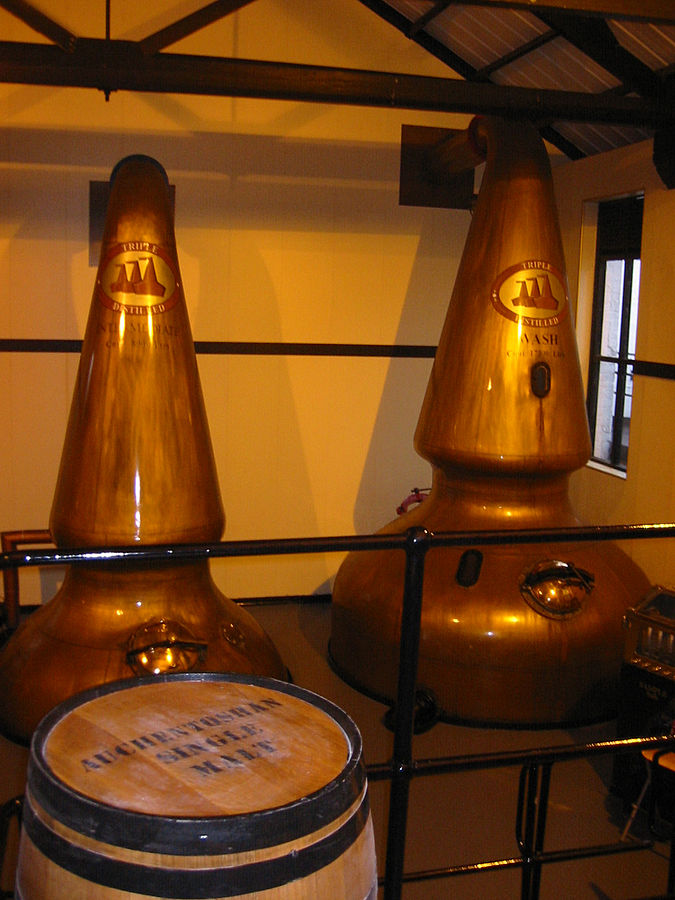 TRIPLE
DISTILLED
TRIPLE
DISTILLED
WASH
AUCHENTOSHAN
SINGLE
MALT